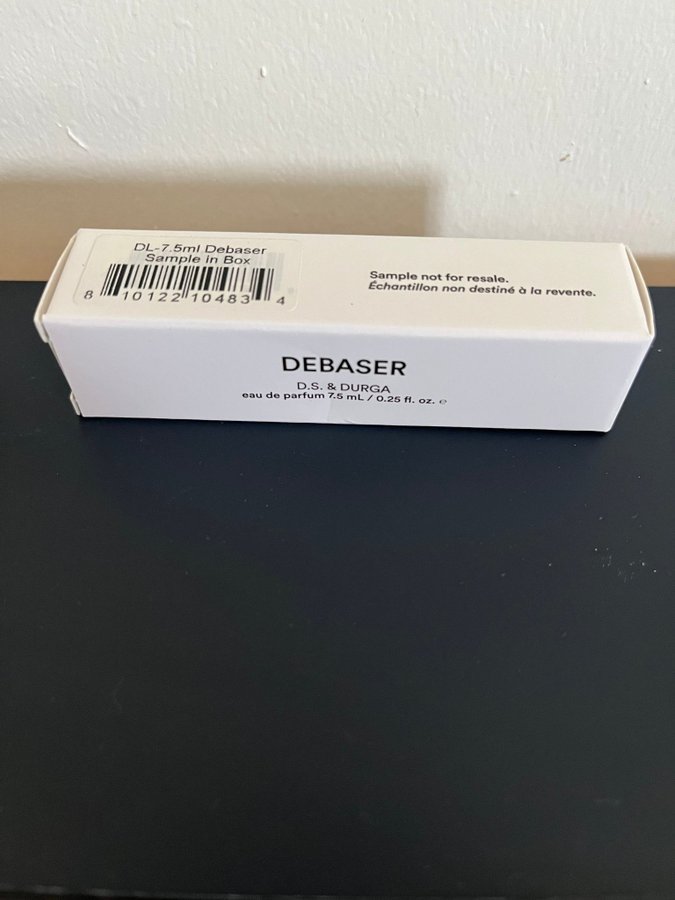 DL-7.5ml Debaser
Sample in Box
8 10122 10483 4
Sample not for resale.
Échantillon non destiné à la revente.
DEBASER
D.S. & DURGA
eau de parfum 7.5 mL / 0.25 fl. oz. ℮